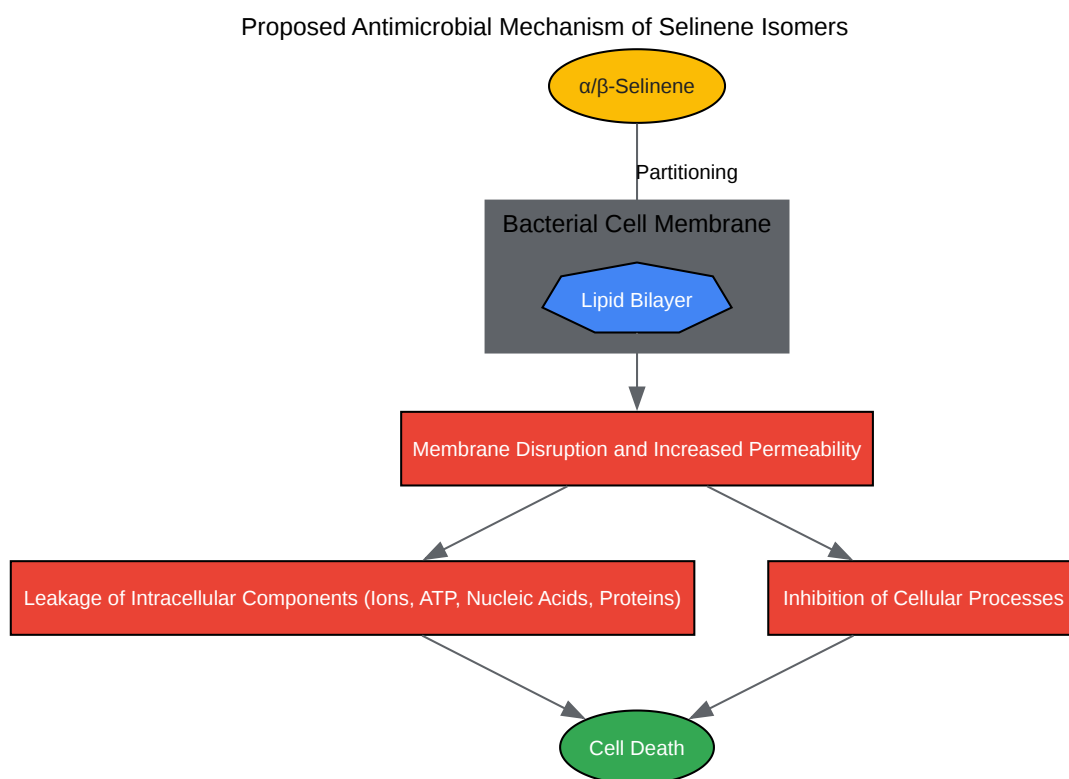 Proposed Antimicrobial Mechanism of Selinene Isomers
α/β-Selinene
Partitioning
Bacterial Cell Membrane
Lipid Bilayer
Membrane Disruption and Increased Permeability
Leakage of Intracellular Components (Ions, ATP, Nucleic Acids, Proteins)
Inhibition of Cellular Processes
Cell Death